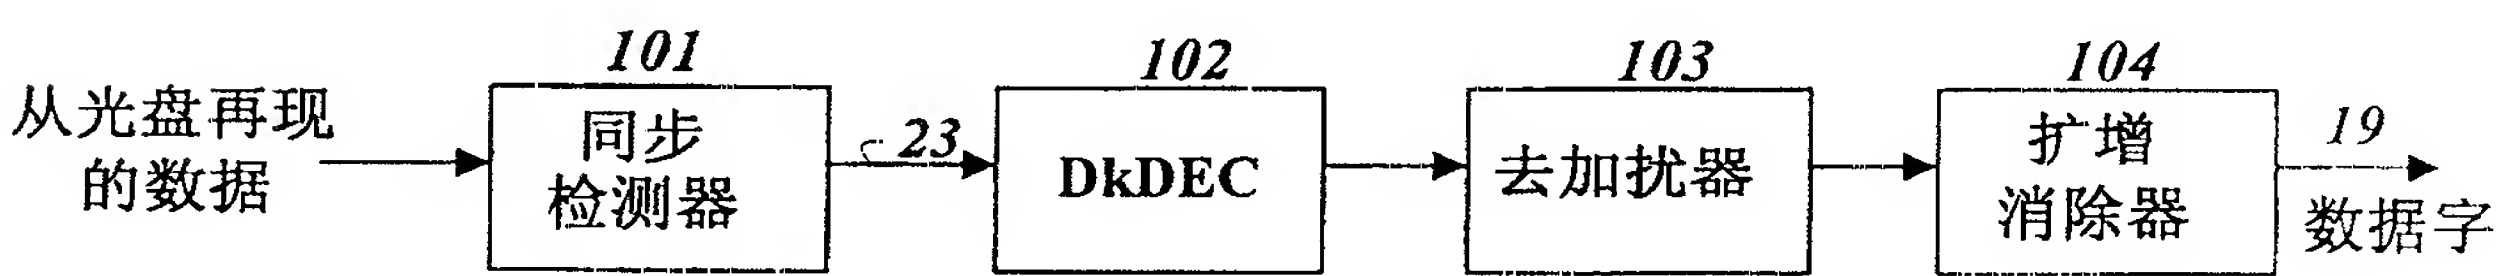 从光盘再现
的数据
101
同步
检测器
23
102
DkDEC
103
去加扰器
104
扩增
消除器
19
数据字